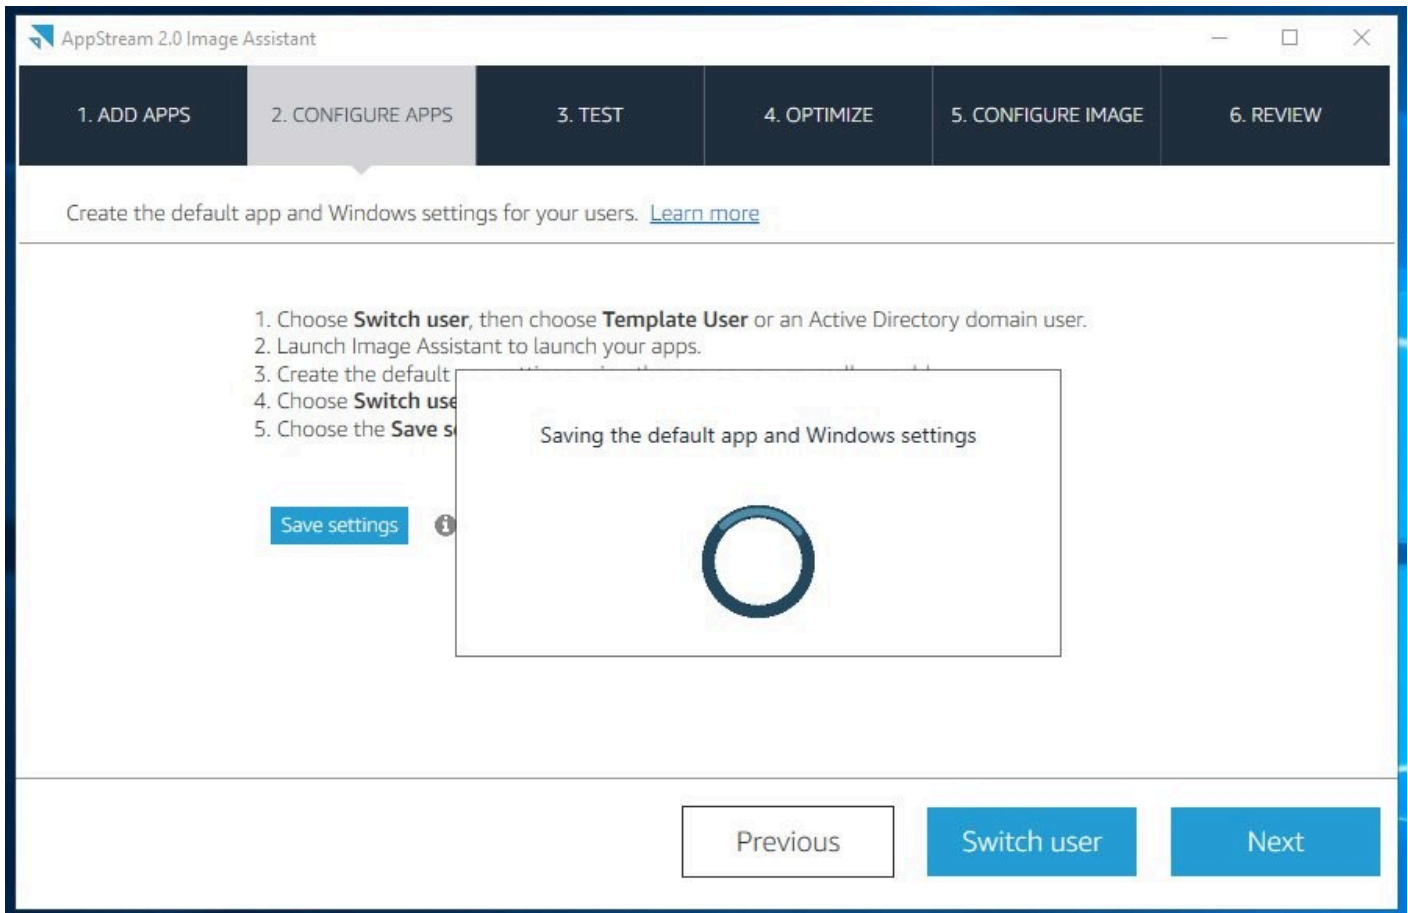 AppStream 2.0 Image Assistant
1. ADD APPS
2. CONFIGURE APPS
3. TEST
4. OPTIMIZE
5. CONFIGURE IMAGE
6. REVIEW
Create the default app and Windows settings for your users. Learn more
1. Choose Switch user, then choose Template User or an Active Directory domain user.
2. Launch Image Assistant to launch your apps.
3. Create the default
4. Choose Switch use
5. Choose the Save s
Saving the default app and Windows settings
Save settings
Previous
Switch user
Next